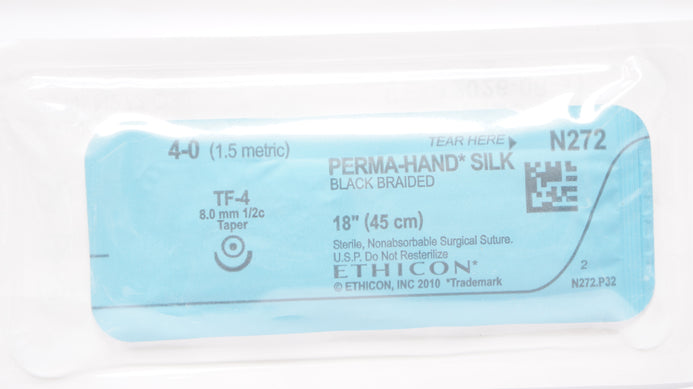 4-0 (1.5 metric)
TEAR HERE
N272
PERMA-HAND* SILK
BLACK BRAIDED
TF-4
8.0 mm 1/2c
Taper
18" (45 cm)
Sterile, Nonabsorbable Surgical Suture.
U.S.P. Do Not Resterilize
ETHICON*
© ETHICON, INC 2010 *Trademark
2
N272.P32